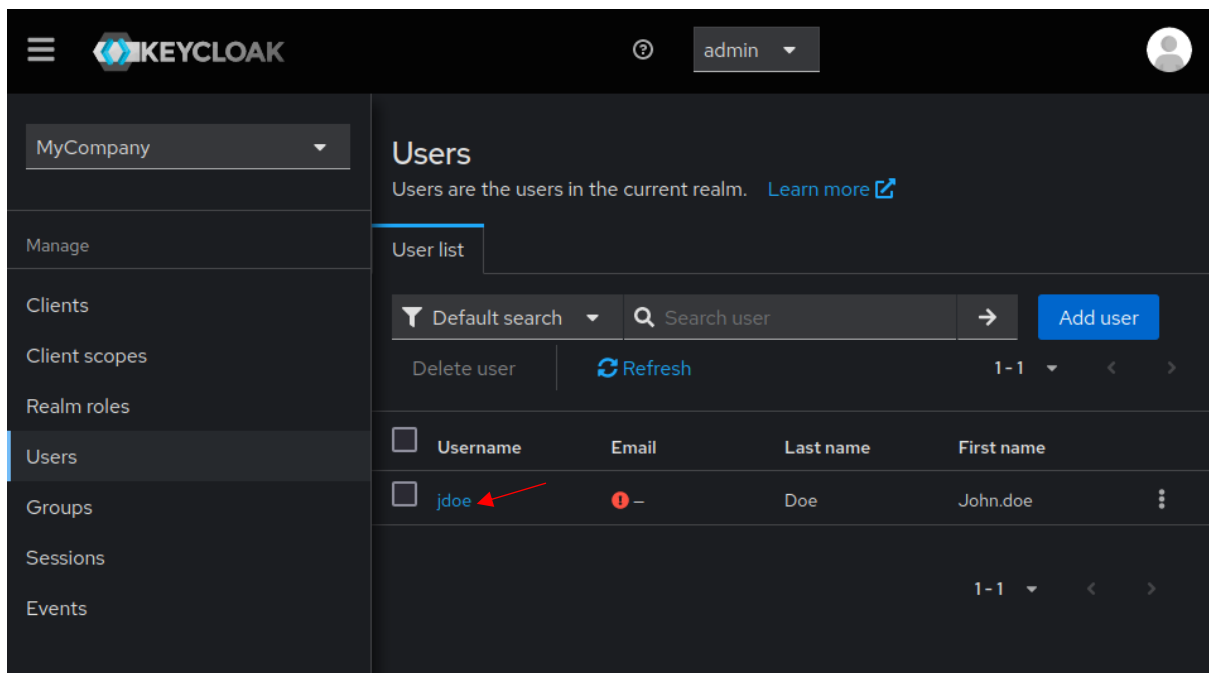 KEYCLOAK
admin
MyCompany
Manage
Clients
Client scopes
Realm roles
Users
Groups
Sessions
Events
Users
Users are the users in the current realm. Learn more
User list
Default search Search user Add user
Delete user Refresh 1-1
Username Email Last name First name
jdoe – Doe John.doe
1-1